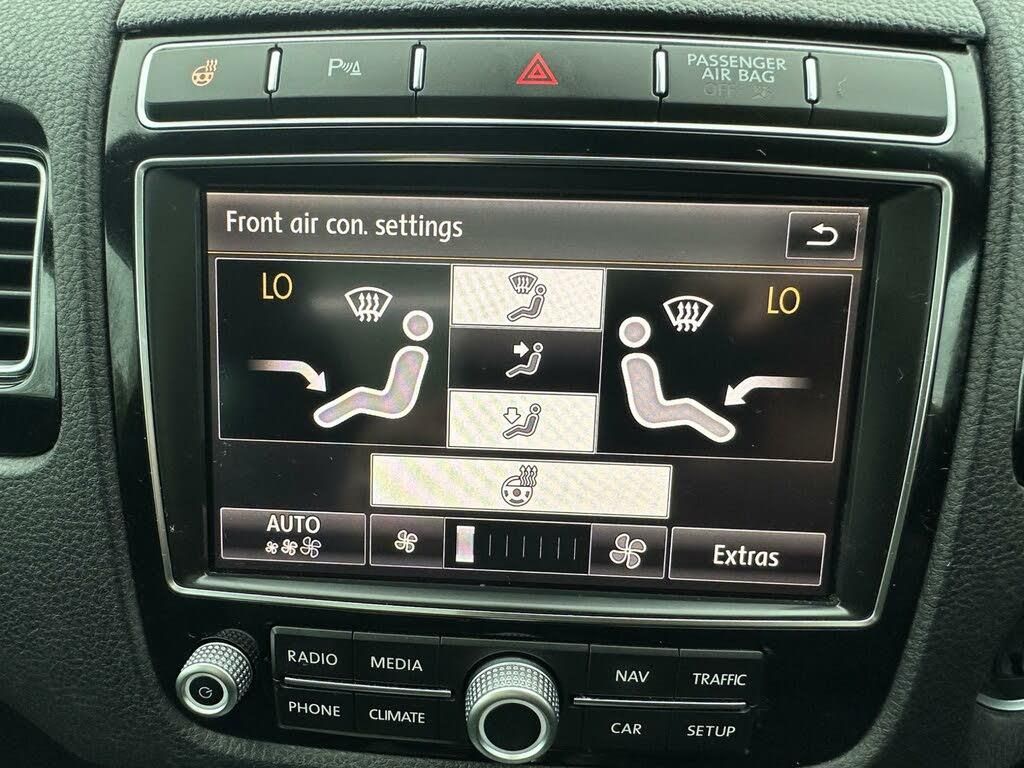 P
PASSENGER
AIR BAG
OFF
Front air con. settings
LO
LO
AUTO
Extras
RADIO
MEDIA
NAV
TRAFFIC
PHONE
CLIMATE
CAR
SETUP